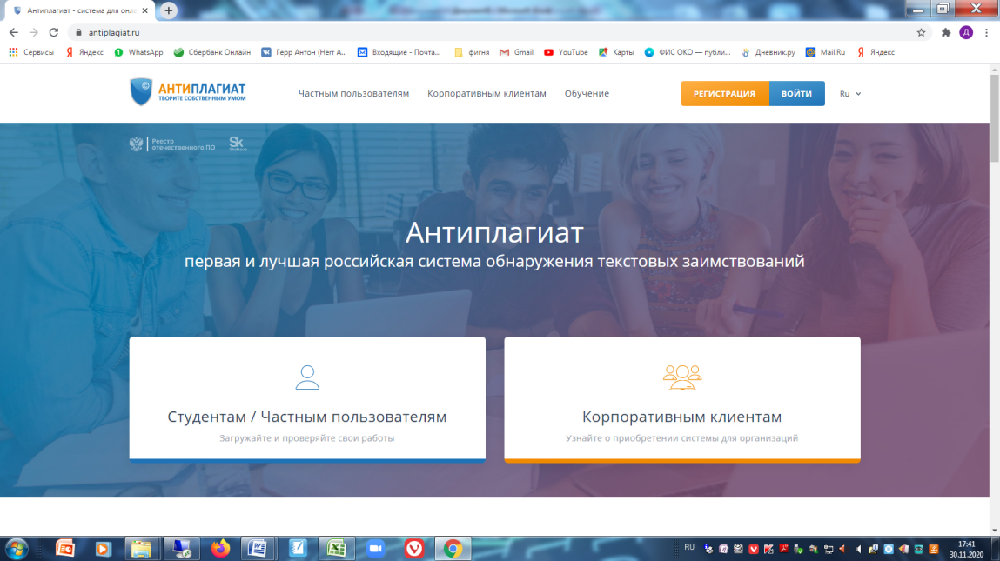 Антиплагиат - система для онл
antiplagiat.ru
Сервисы Яндекс WhatsApp Сбербанк Онлайн Герр Антон (Herr A... Входящие - Почта... фигня Gmail YouTube Карты ФИС ОКО — публи... Дневник.ру Mail.Ru Яндекс
АНТИПЛАГИАТ
ТВОРИТЕ СОБСТВЕННЫМ УМОМ
Частным пользователям Корпоративным клиентам Обучение
РЕГИСТРАЦИЯ ВОЙТИ Ru
Реестр
отечественного ПО
Sk
Антиплагиат
первая и лучшая российская система обнаружения текстовых заимствований
Студентам / Частным пользователям
Загружайте и проверяйте свои работы
Корпоративным клиентам
Узнайте о приобретении системы для организаций
RU
17:41
30.11.2020